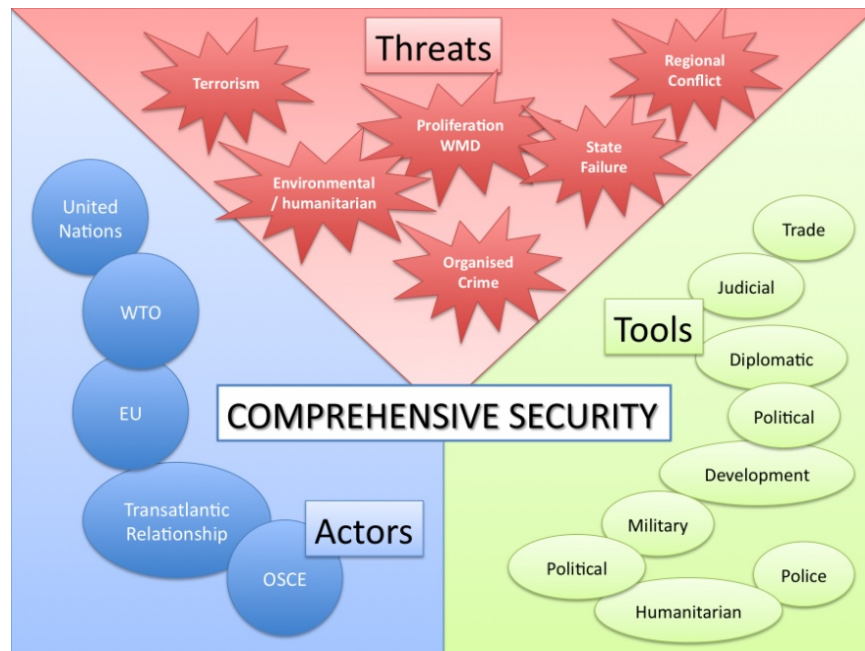 Threats
Terrorism
Regional
Conflict
Proliferation
WMD
State
Failure
Environmental
/ humanitarian
Organised
Crime
United
Nations
WTO
EU
Transatlantic
Relationship
OSCE
Actors
COMPREHENSIVE SECURITY
Tools
Trade
Judicial
Diplomatic
Political
Development
Military
Political
Police
Humanitarian